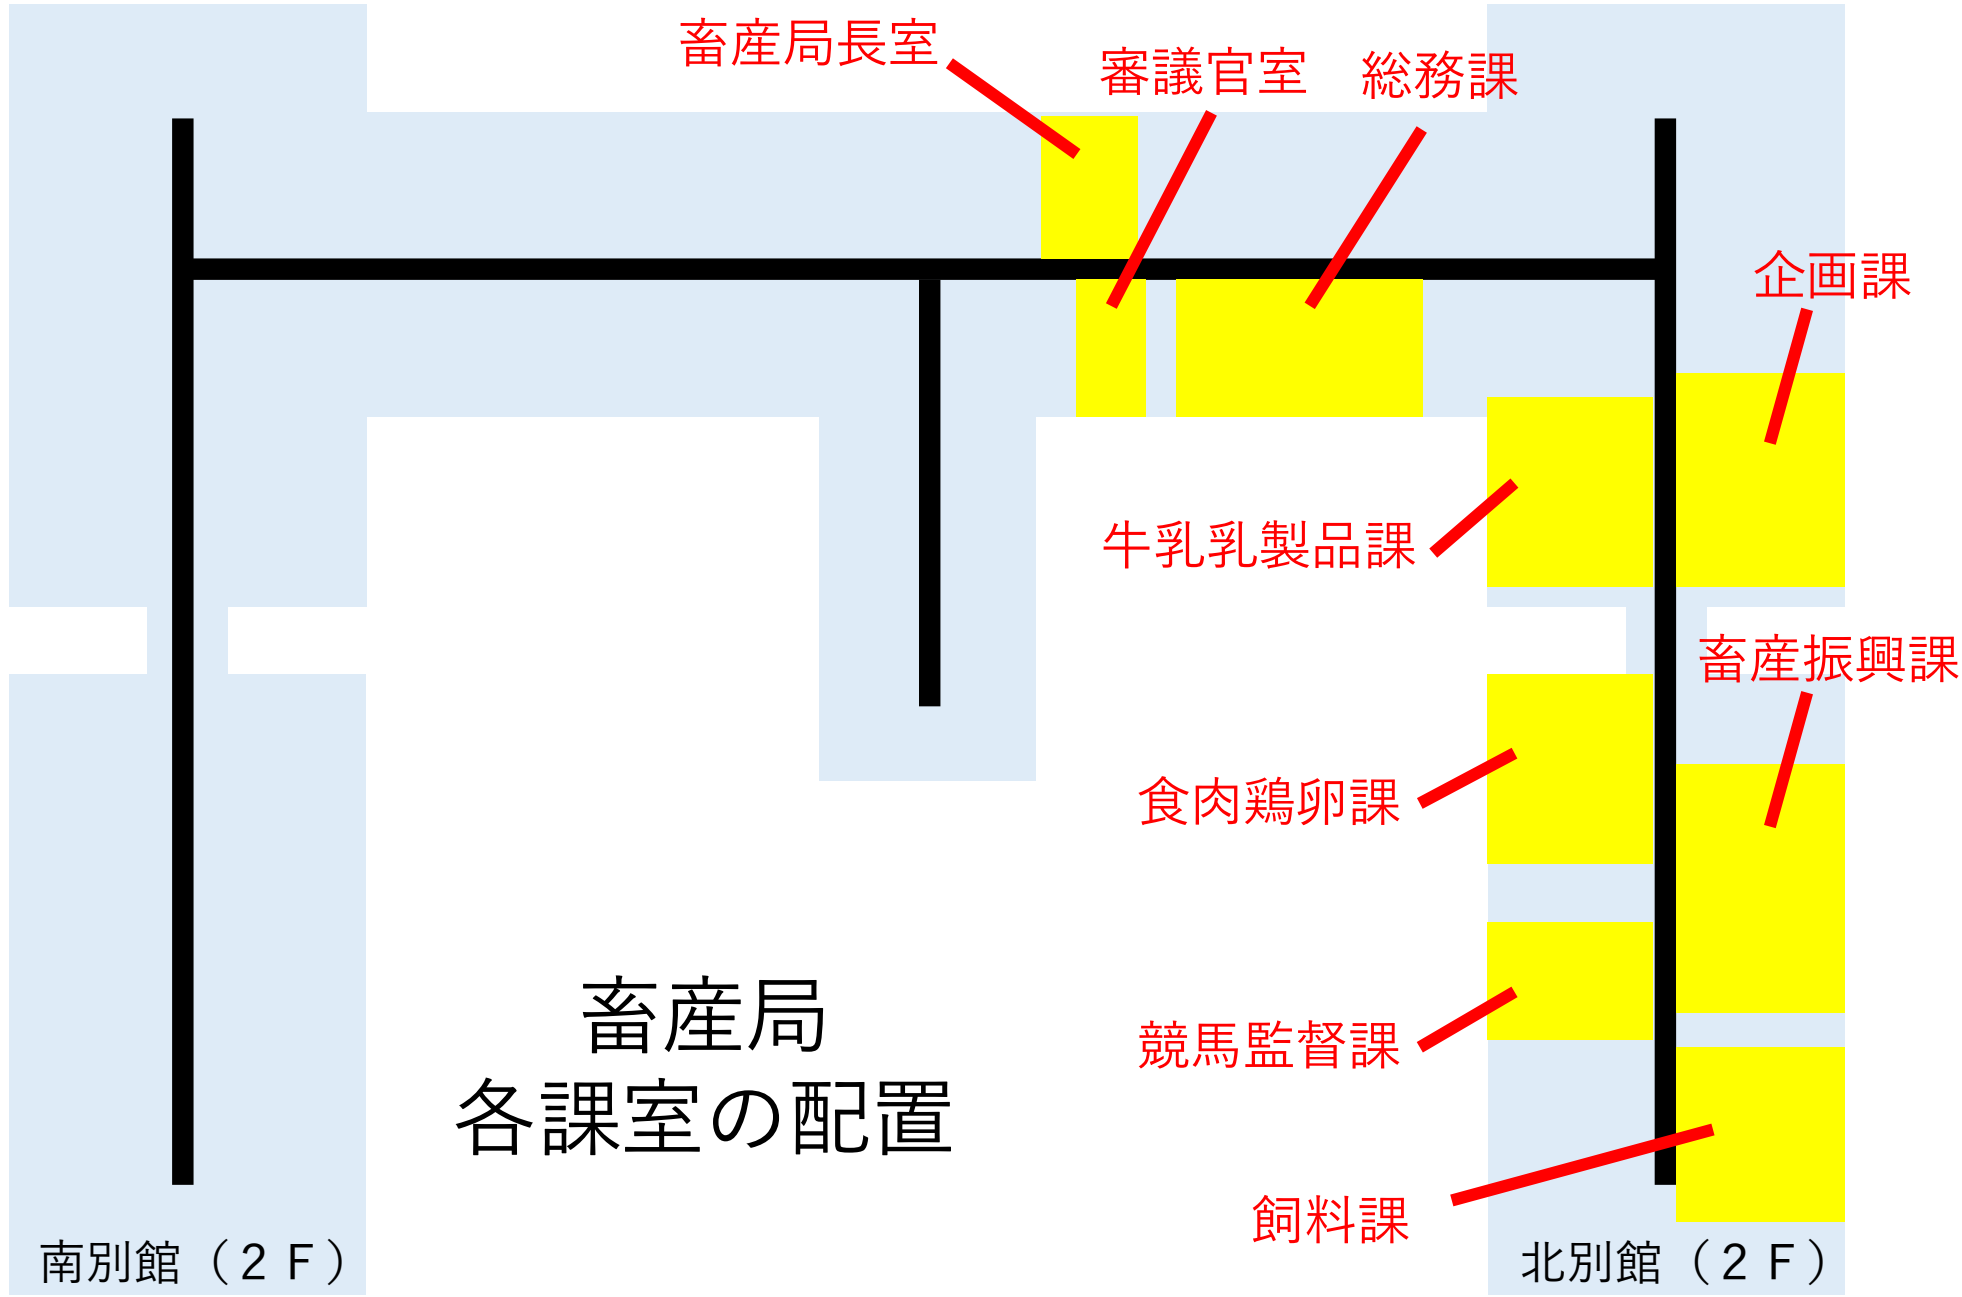 畜産局長室
審議官室
総務課
企画課
牛乳乳製品課
畜産振興課
食肉鶏卵課
競馬監督課
飼料課
畜産局
各課室の配置
南別館（２Ｆ）
北別館（２Ｆ）